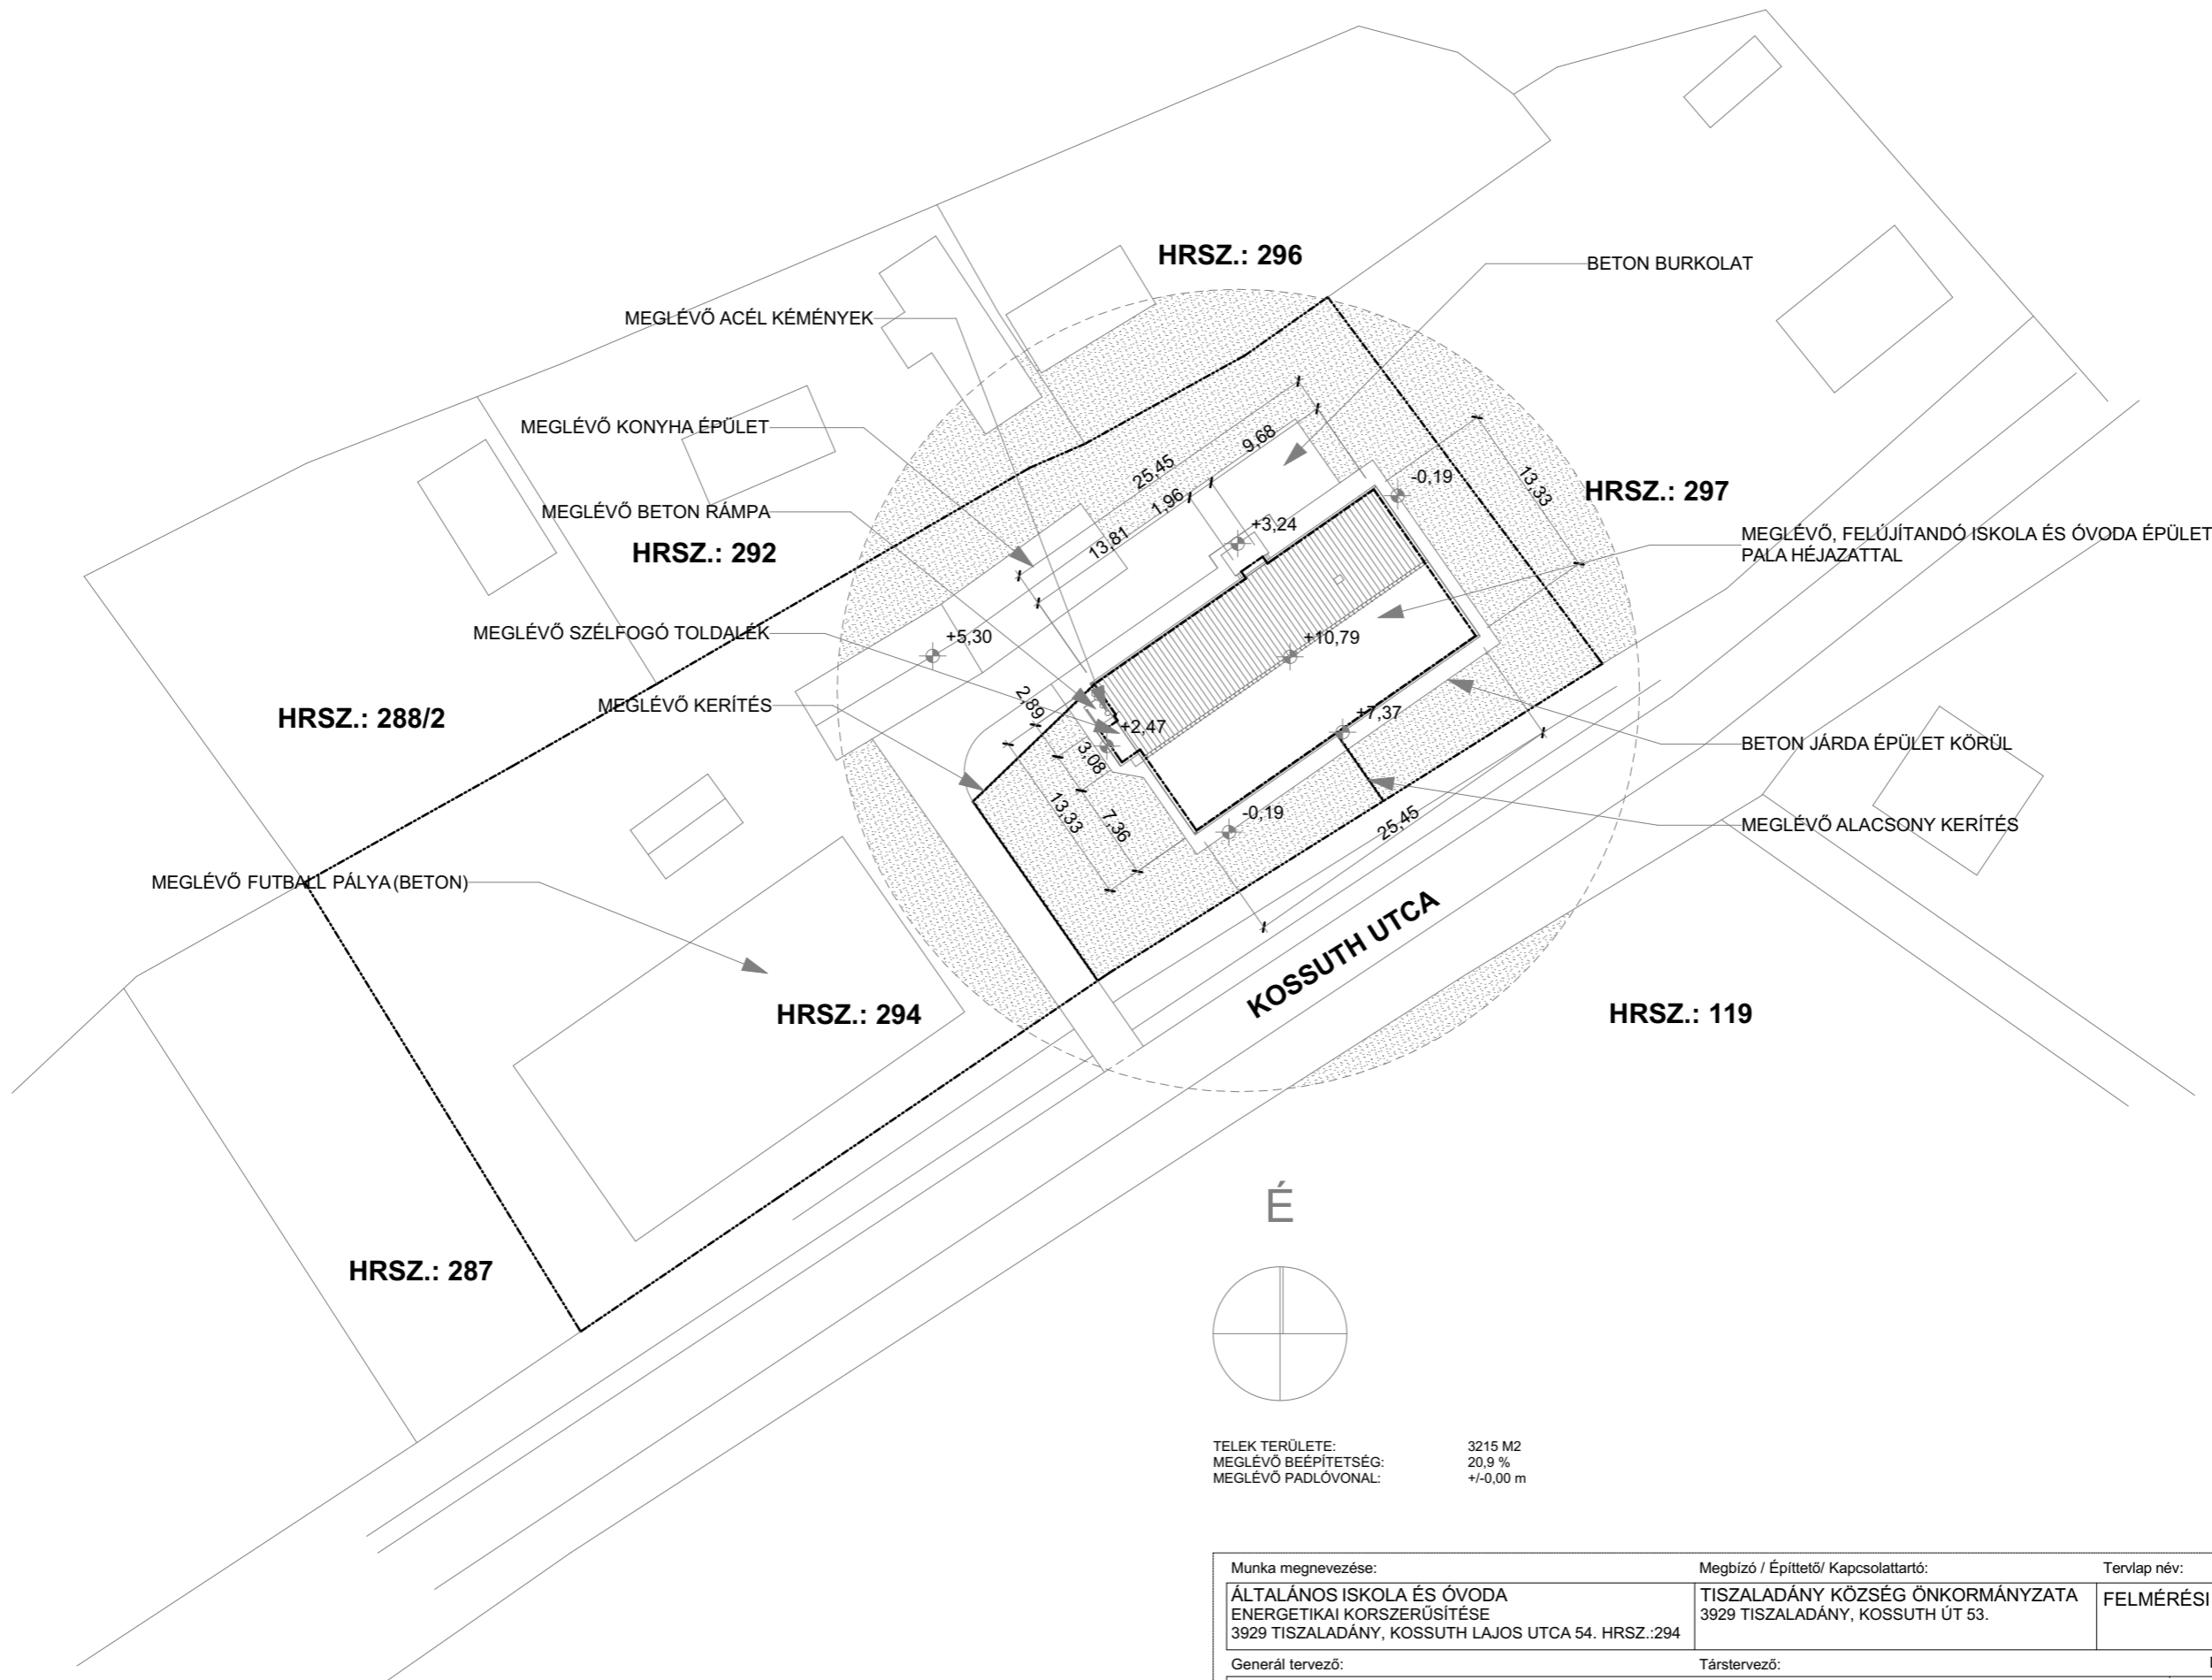 HRSZ.: 296
BETON BURKOLAT
MEGLÉVŐ ACÉL KÉMÉNYEK
MEGLÉVŐ KONYHA ÉPÜLET
25,45
9,68
-0,19
13,33
HRSZ.: 297
1,96
MEGLÉVŐ BETON RÁMPA
+3,24
13,81
HRSZ.: 292
MEGLÉVŐ, FELÚJÍTANDÓ ISKOLA ÉS ÓVODA ÉPÜLET
PALA HÉJAZATTAL
MEGLÉVŐ SZÉLFOGÓ TOLDALÉK
+5,30
+10,79
MEGLÉVŐ KERÍTÉS
2,89
HRSZ.: 288/2
+2,47
+7,37
BETON JÁRDA ÉPÜLET KÖRÜL
3,08
13,33
7,36
-0,19
25,45
MEGLÉVŐ ALACSONY KERÍTÉS
MEGLÉVŐ FUTBALL PÁLYA (BETON)
KOSSUTH UTCA
HRSZ.: 294
HRSZ.: 119
É
HRSZ.: 287
TELEK TERÜLETE: 3215 M2
MEGLÉVŐ BEÉPÍTETSÉG: 20,9 %
MEGLÉVŐ PADLÓVONAL: +/-0,00 m
Munka megnevezése: Megbízó / Építtető/ Kapcsolattartó: Tervlap név:
ÁLTALÁNOS ISKOLA ÉS ÓVODA TISZALADÁNY KÖZSÉG ÖNKORMÁNYZATA FELMÉRÉSI
ENERGETIKAI KORSZERŰSÍTÉSE 3929 TISZALADÁNY, KOSSUTH ÚT 53.
3929 TISZALADÁNY, KOSSUTH LAJOS UTCA 54. HRSZ.:294
Generál tervező: Társtervező: